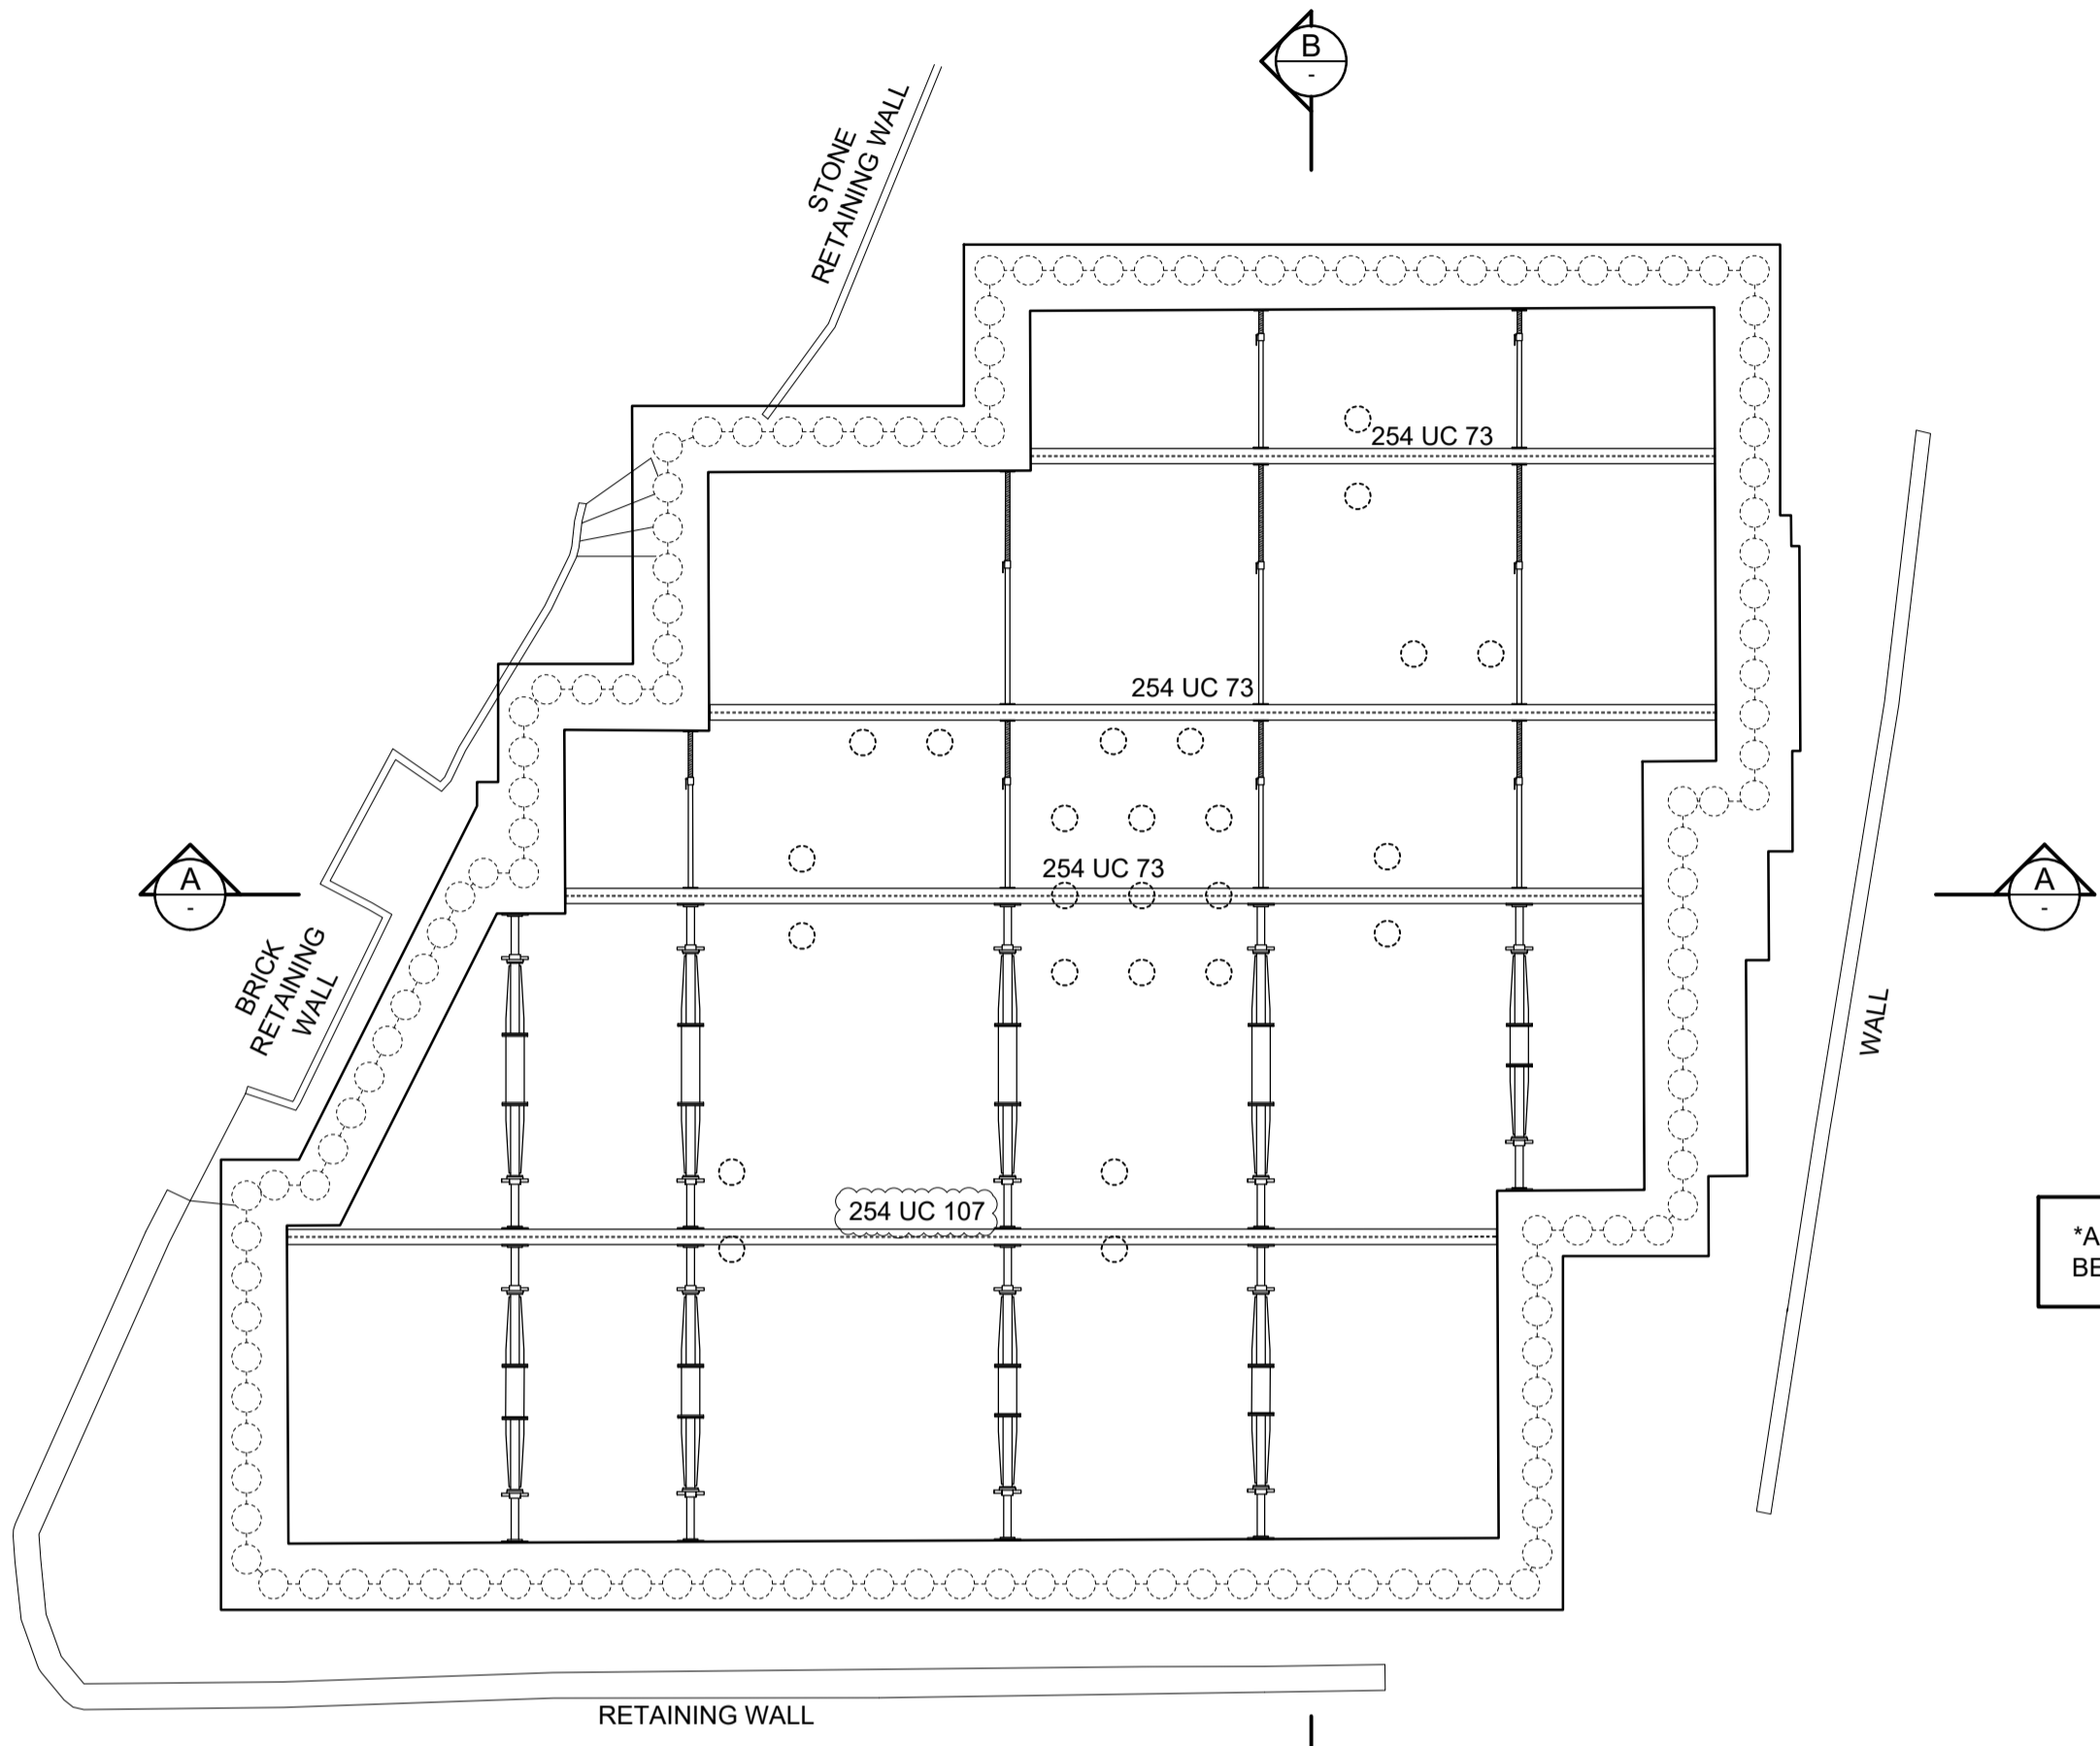 B
-
STONE
RETAINING WALL
254 UC 73
254 UC 73
254 UC 73
A
-
A
-
BRICK
RETAINING
WALL
WALL
254 UC 107
*A
BE
RETAINING WALL